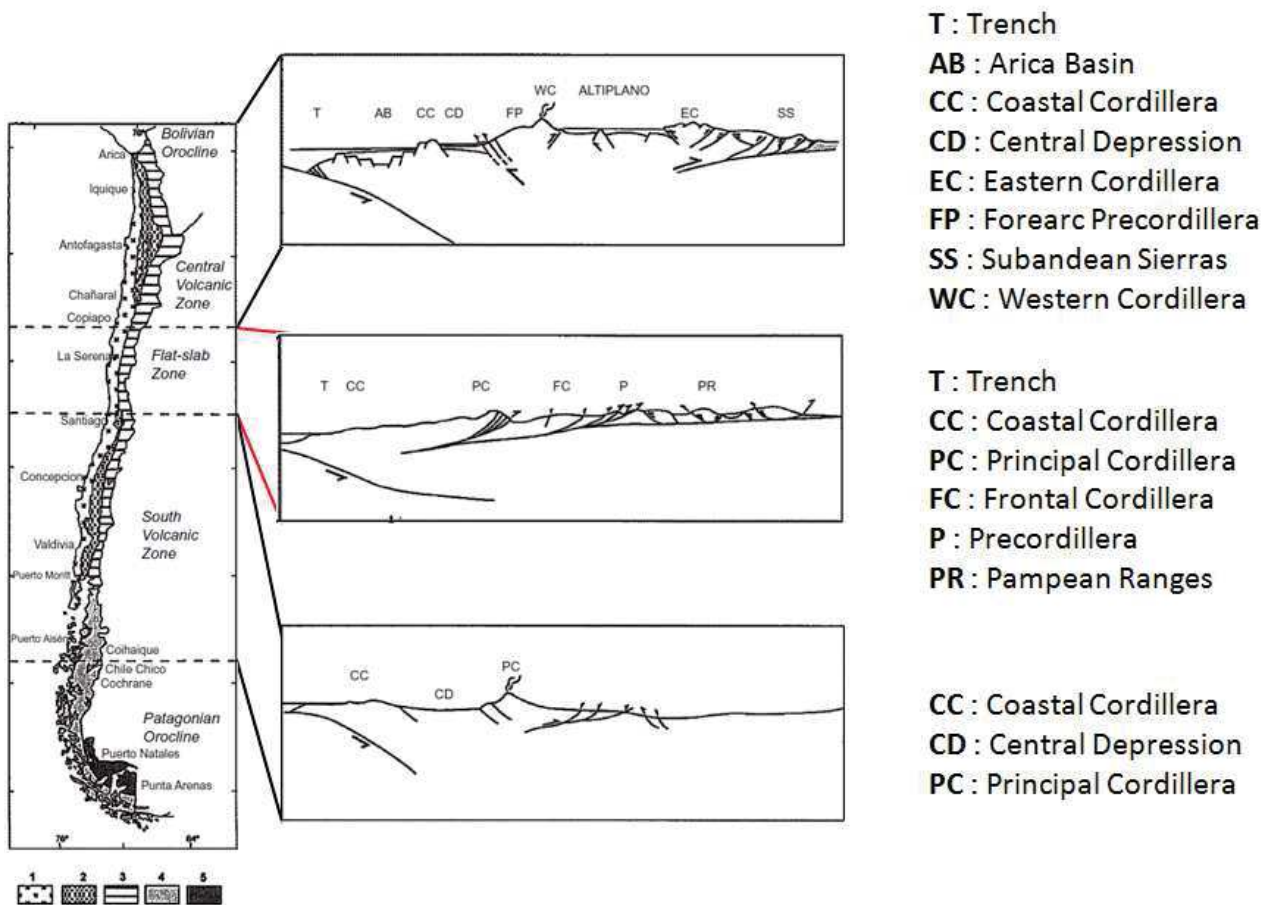 70°
Bolivian
Orocline
Arica
Iquique
Antofagasta
Central
Volcanic
Zone
Chañaral
Copiapo
La Serena
Flat-slab
Zone
Santiago
Concepcion
South
Volcanic
Zone
Valdivia
Puerto Montt
Puerto Aisén
Coihaique
Chile Chico
Cochrane
Patagonian
Orocline
Puerto Natales
Punta Arenas
76° 64°
1 2 3 4 5
WC ALTIPLANO
T AB CC CD FP EC SS
T CC PC FC P PR
CC CD PC
T : Trench
AB : Arica Basin
CC : Coastal Cordillera
CD : Central Depression
EC : Eastern Cordillera
FP : Forearc Precordillera
SS : Subandean Sierras
WC : Western Cordillera
T : Trench
CC : Coastal Cordillera
PC : Principal Cordillera
FC : Frontal Cordillera
P : Precordillera
PR : Pampean Ranges
CC : Coastal Cordillera
CD : Central Depression
PC : Principal Cordillera